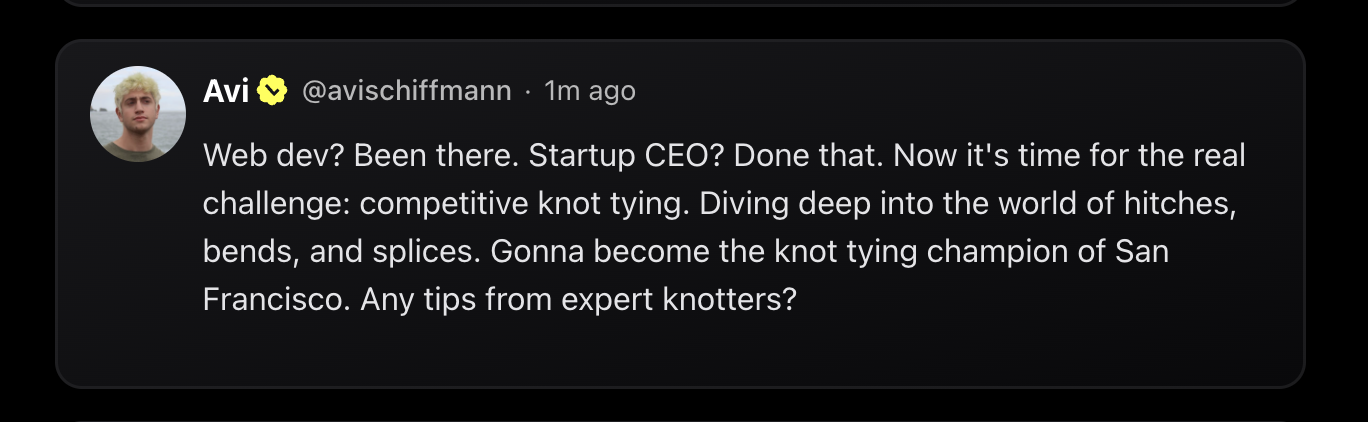 Avi @avischiffmann · 1m ago
Web dev? Been there. Startup CEO? Done that. Now it's time for the real
challenge: competitive knot tying. Diving deep into the world of hitches,
bends, and splices. Gonna become the knot tying champion of San
Francisco. Any tips from expert knotters?